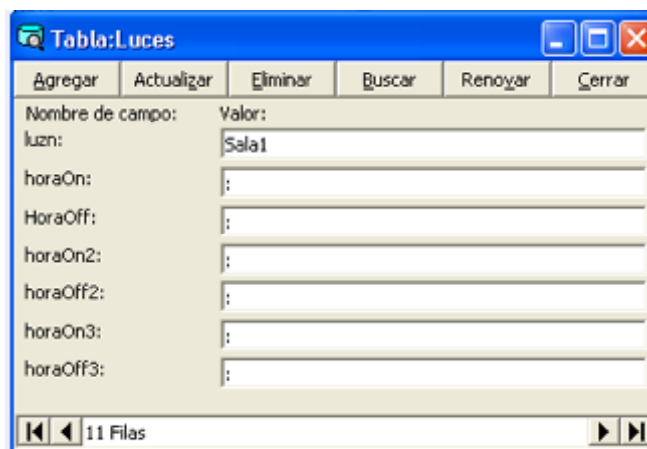 Tabla:Luces
Agregar Actualizar Eliminar Buscar Renovar Cerrar
Nombre de campo: Valor:
luzn: Sala1
horaOn: :
HoraOff: :
horaOn2: :
horaOff2: :
horaOn3: :
horaOff3: :
11 Filas